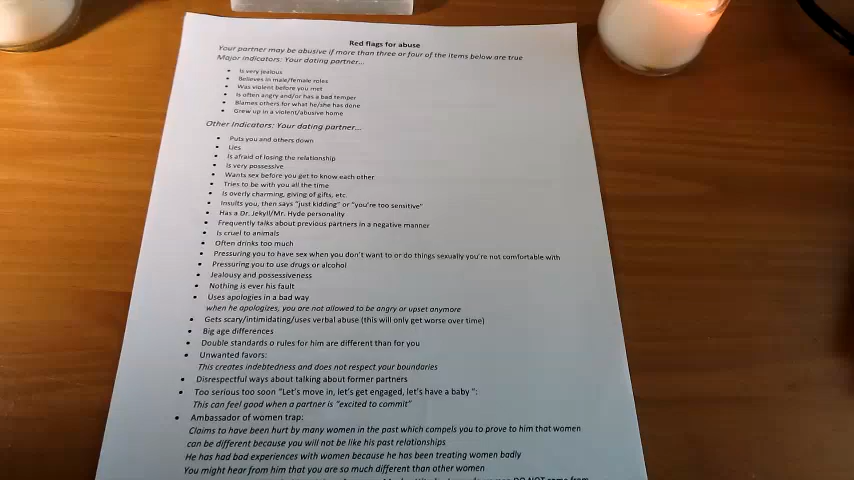 Red flags for abuse
Your partner may be abusive if more than three or four of the items below are true
Major Indicators: Your dating partner...
• Is very jealous
• Believes in male/female roles
• Was violent before you met
• Is often angry and/or has a bad temper
• Blames others for what he/she has done
• Grew up in a violent/abusive home
Other Indicators: Your dating partner...
• Puts you and others down
• Lies
• Is afraid of losing the relationship
• Is very possessive
• Wants sex before you get to know each other
• Tries to be with you all the time
• Is overly charming, giving of gifts, etc.
• Insults you, then says "just kidding" or "you're too sensitive"
• Has a Dr. Jekyll/Mr. Hyde personality
• Frequently talks about previous partners in a negative manner
• Is cruel to animals
• Often drinks too much
• Pressuring you to have sex when you don't want to or do things sexually you're not comfortable with
• Pressuring you to use drugs or alcohol
• Jealousy and possessiveness
• Nothing is ever his fault
• Uses apologies in a bad way
when he apologizes, you are not allowed to be angry or upset anymore
• Gets scary/intimidating/uses verbal abuse (this will only get worse over time)
• Big age differences
• Double standards o rules for him are different than for you
• Unwanted favors:
This creates indebtedness and does not respect your boundaries
• Disrespectful ways about talking about former partners
• Too serious too soon "Let's move in, let's get engaged, let's have a baby ":
This can feel good when a partner is "excited to commit"
• Ambassador of women trap:
Claims to have been hurt by many women in the past which compels you to prove to him that women
can be different because you will not be like his past relationships
He has had bad experiences with women because he has been treating women badly
You might hear from him that you are so much different than other women